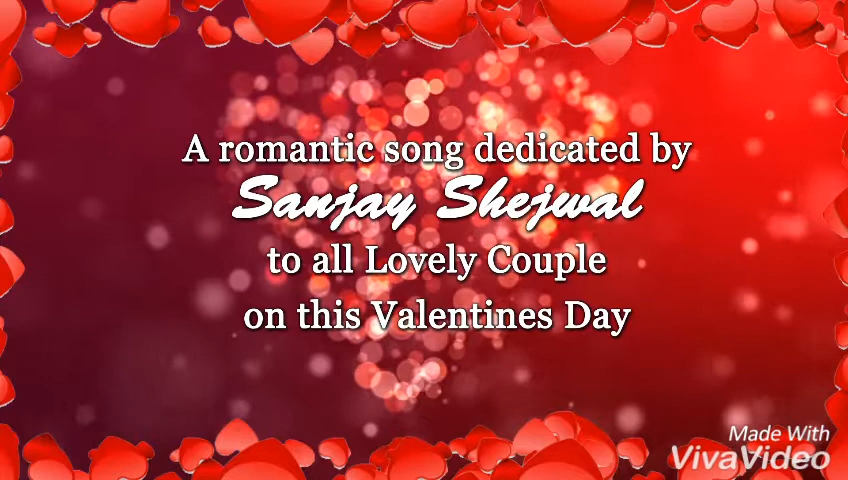 A romantic song dedicated by
Sanjay Shejwal
to all Lovely Couple
on this Valentines Day
Made With
VivaVideo